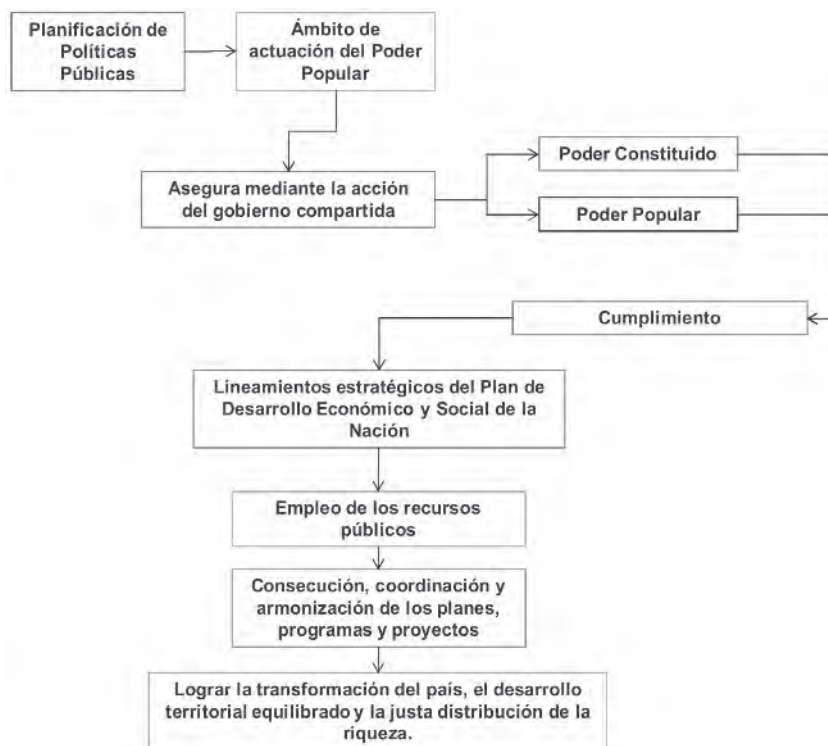 Planificación de
Políticas
Públicas
Ámbito de
actuación del Poder
Popular
Asegura mediante la acción
del gobierno compartida
Poder Constituido
Poder Popular
Cumplimiento
Lineamientos estratégicos del Plan de
Desarrollo Económico y Social de la
Nación
Empleo de los recursos
públicos
Consecución, coordinación y
armonización de los planes,
programas y proyectos
Lograr la transformación del país, el desarrollo
territorial equilibrado y la justa distribución de la
riqueza.